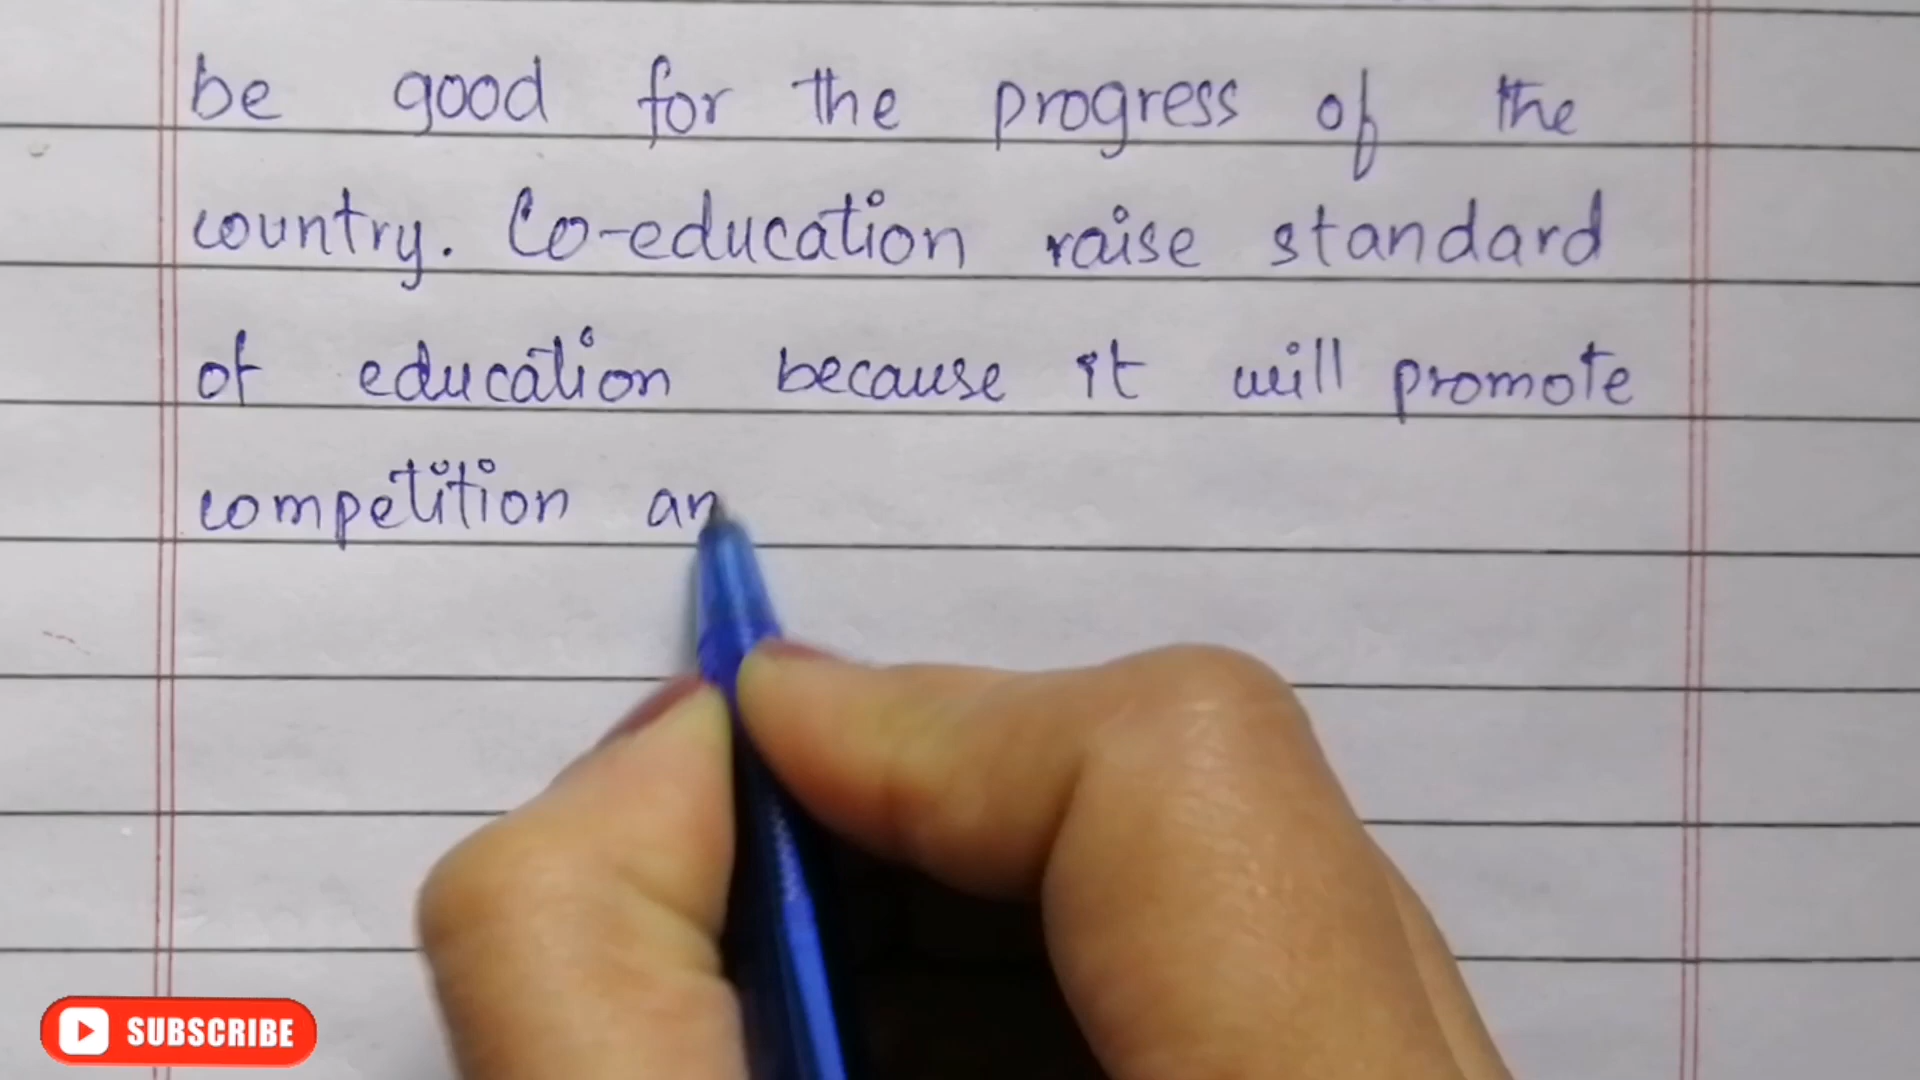 be good for the progress of the
country. Co-education raise standard
of education because it will promote
competition an
SUBSCRIBE